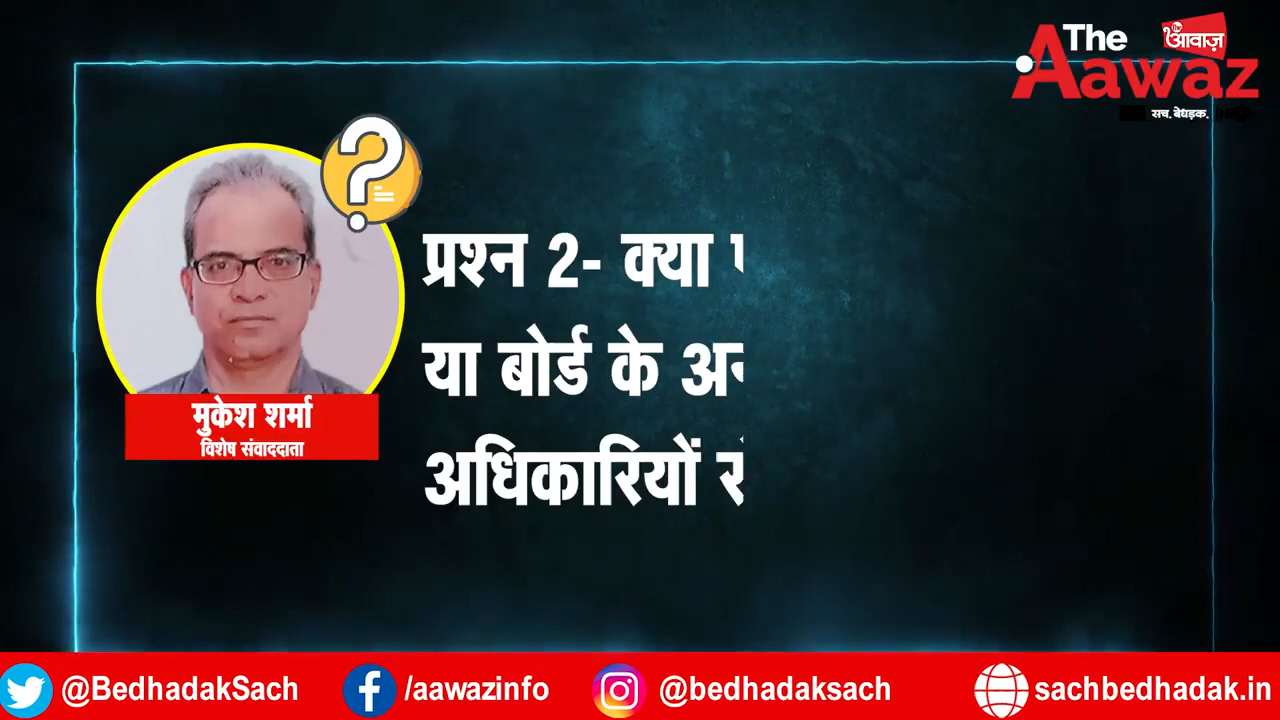 The
आवाज़
Aawaz
सच. बेधड़क.
प्रश्न 2- क्या
या बोर्ड के
अधिकारियों
मुकेश शर्मा
विशेष संवाददाता
@BedhadakSach
/aawazinfo
@bedhadaksach
sachbedhadak.in